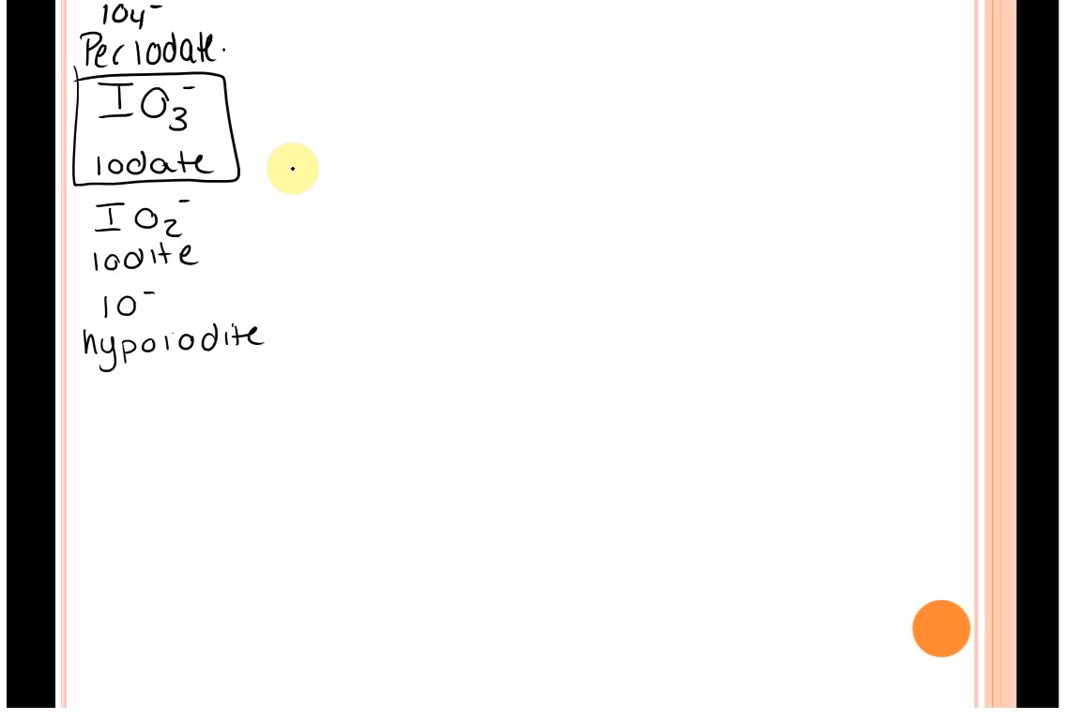 IO4⁻
Periodate.
IO3⁻
iodate
IO2⁻
iodite
IO⁻
hypoiodite